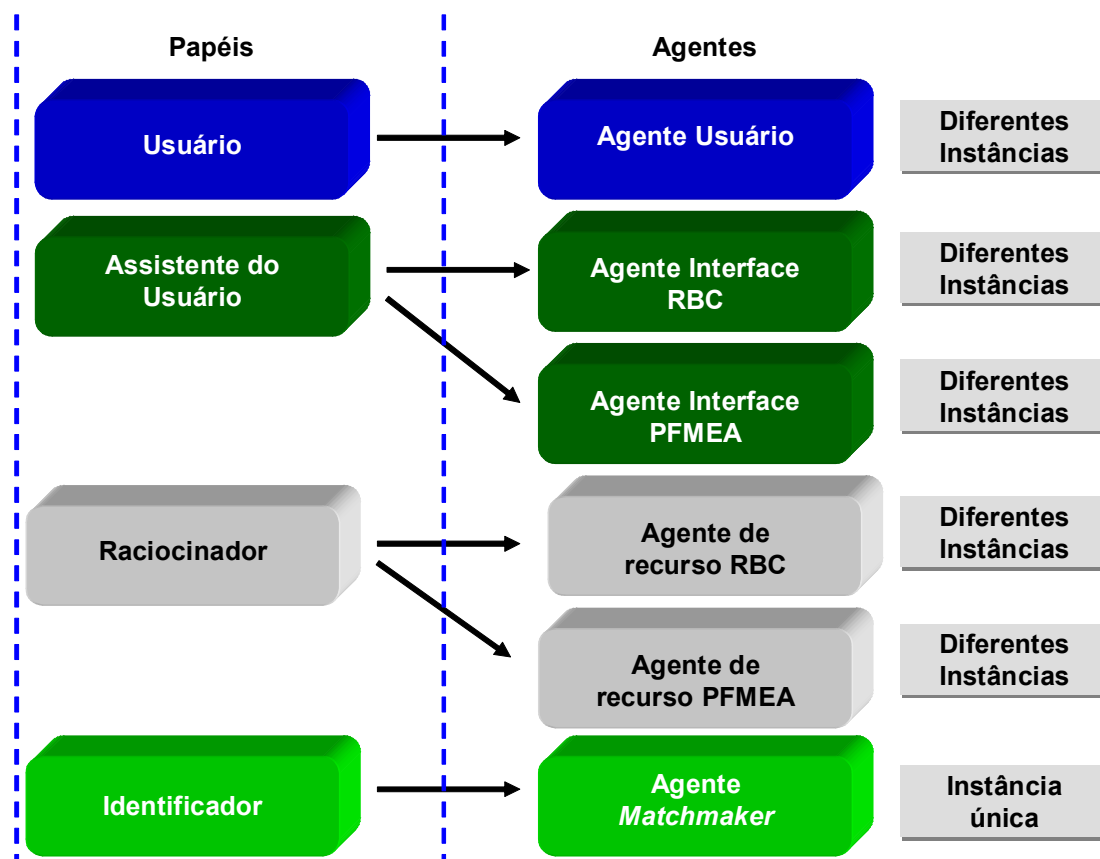 Papéis
Agentes
Usuário
Agente Usuário
Diferentes
Instâncias
Assistente do
Usuário
Agente Interface
RBC
Diferentes
Instâncias
Agente Interface
PFMEA
Diferentes
Instâncias
Raciocinador
Agente de
recurso RBC
Diferentes
Instâncias
Agente de
recurso PFMEA
Diferentes
Instâncias
Identificador
Agente
Matchmaker
Instância
única